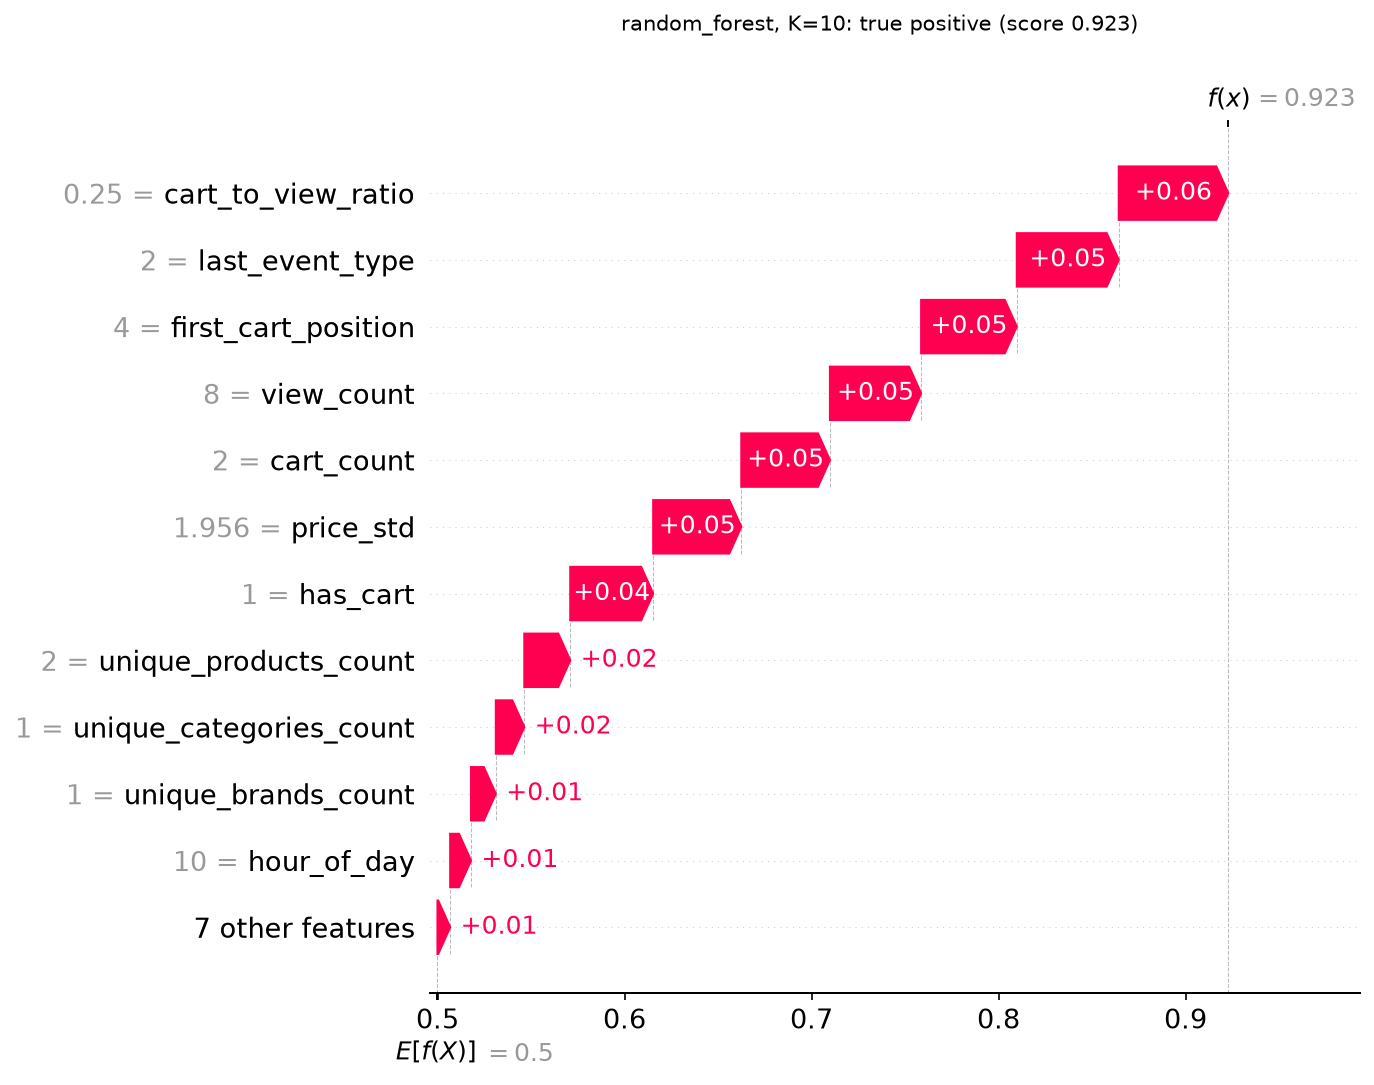 random_forest, K=10: true positive (score 0.923)
f(x) = 0.923
0.25 = cart_to_view_ratio +0.06
2 = last_event_type +0.05
4 = first_cart_position +0.05
8 = view_count +0.05
2 = cart_count +0.05
1.956 = price_std +0.05
1 = has_cart +0.04
2 = unique_products_count +0.02
1 = unique_categories_count +0.02
1 = unique_brands_count +0.01
10 = hour_of_day +0.01
7 other features +0.01
0.5 0.6 0.7 0.8 0.9
E[f(X)] = 0.5